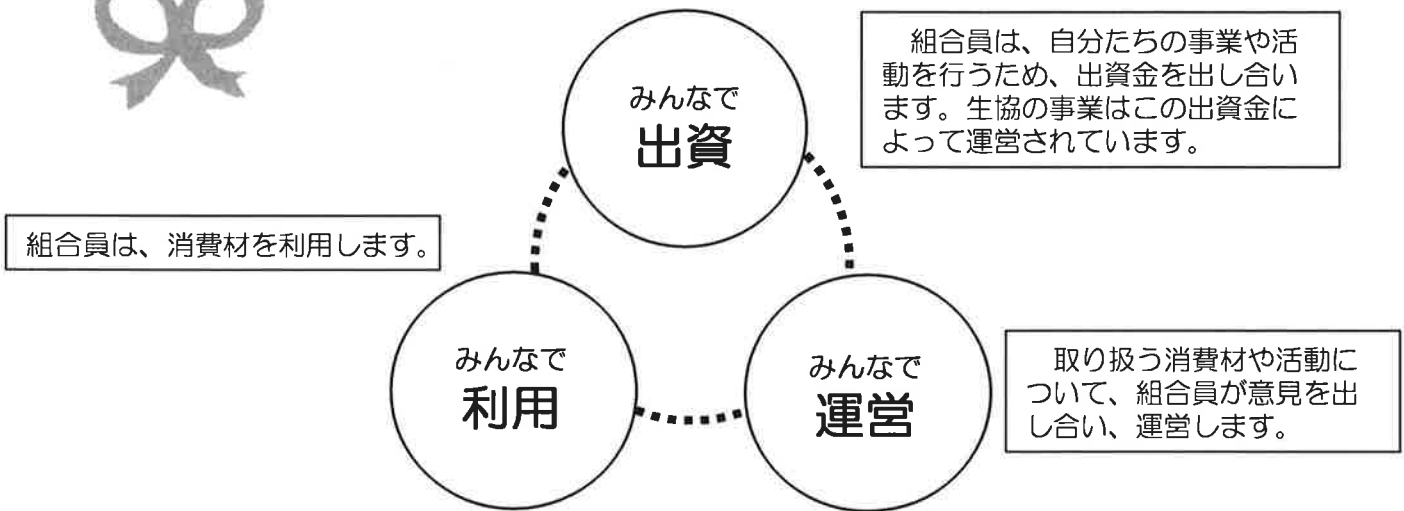 みんなで
出資
組合員は、自分たちの事業や活
動を行うため、出資金を出し合い
ます。生協の事業はこの出資金に
よって運営されています。
組合員は、消費材を利用します。
みんなで
利用
みんなで
運営
取り扱う消費材や活動に
ついて、組合員が意見を出
し合い、運営します。